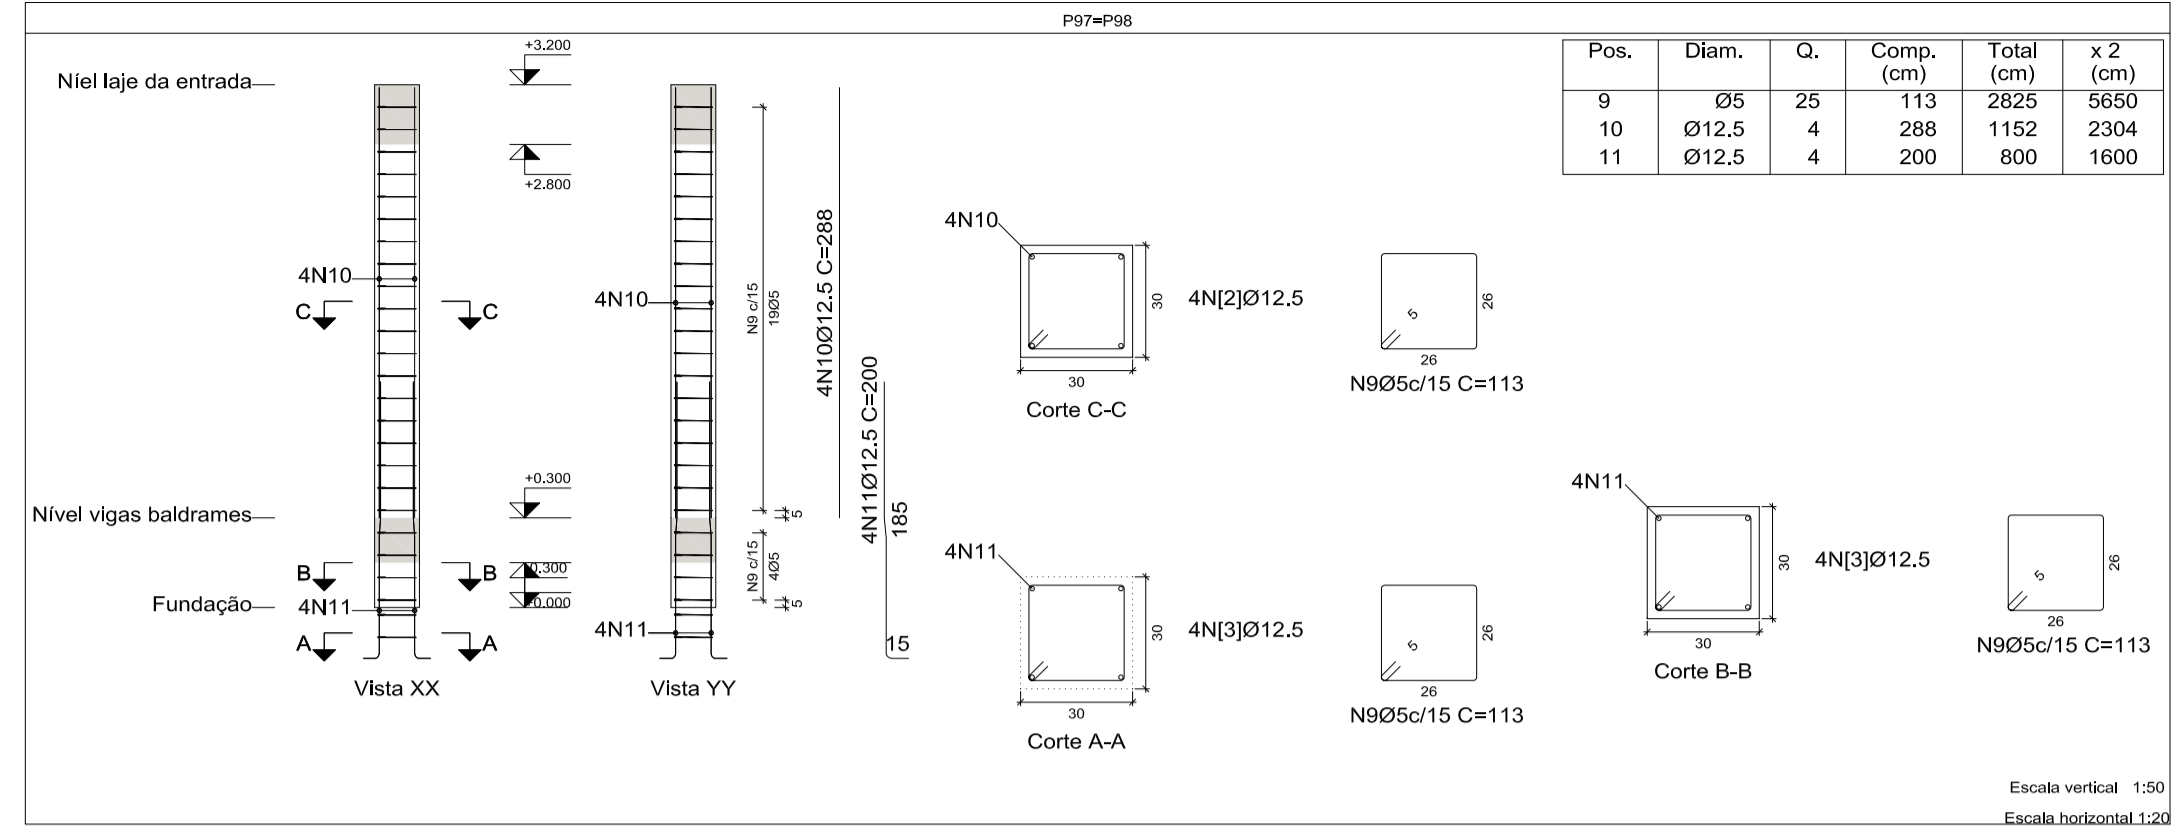 P97=P98
Pos. Diam. Q. Comp. (cm) Total (cm) x 2 (cm)
9 Ø5 25 113 2825 5650
10 Ø12.5 4 288 1152 2304
11 Ø12.5 4 200 800 1600
Níel laje da entrada
Nível vigas baldrames
Fundação
4N10
C C
B B
4N11
A A
Vista XX
+3.200
+2.800
+0.300
+0.000
4N10
4N11
Vista YY
N9 c/15
19Ø5
5
N9 c/15
4Ø5
5
4N10Ø12.5 C=288
4N11Ø12.5 C=200
185
15
4N10
30
30
4N[2]Ø12.5
Corte C-C
5
26
26
N9Ø5c/15 C=113
4N11
30
30
4N[3]Ø12.5
Corte A-A
5
26
26
N9Ø5c/15 C=113
4N11
30
30
4N[3]Ø12.5
Corte B-B
5
26
26
N9Ø5c/15 C=113
Escala vertical 1:50
Escala horizontal 1:20